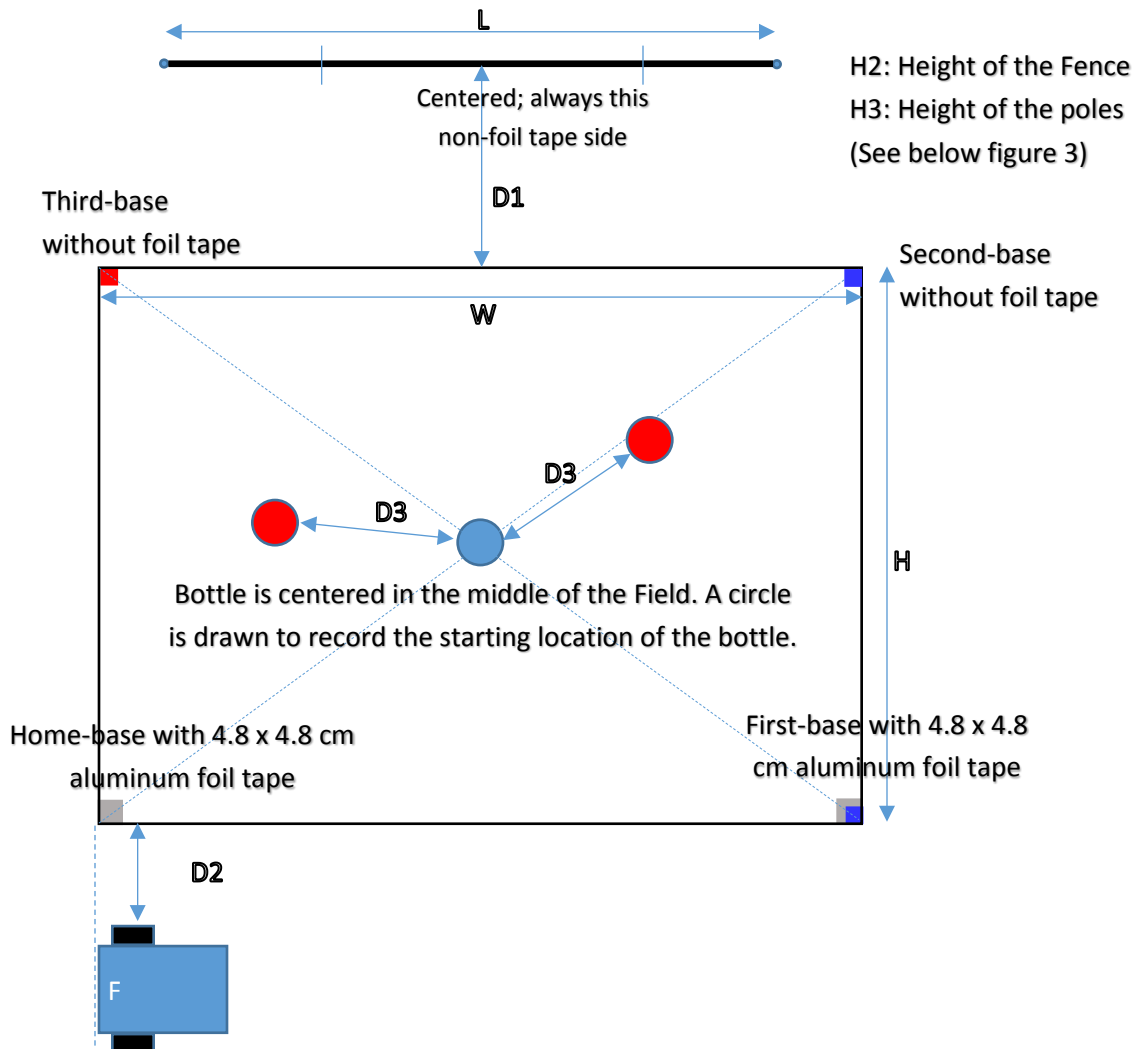 L
H2: Height of the Fence
H3: Height of the poles
(See below figure 3)
Centered; always this
non-foil tape side
D1
Third-base
without foil tape
Second-base
without foil tape
W
D3
D3
H
Bottle is centered in the middle of the Field. A circle
is drawn to record the starting location of the bottle.
Home-base with 4.8 x 4.8 cm
aluminum foil tape
First-base with 4.8 x 4.8
cm aluminum foil tape
D2
F